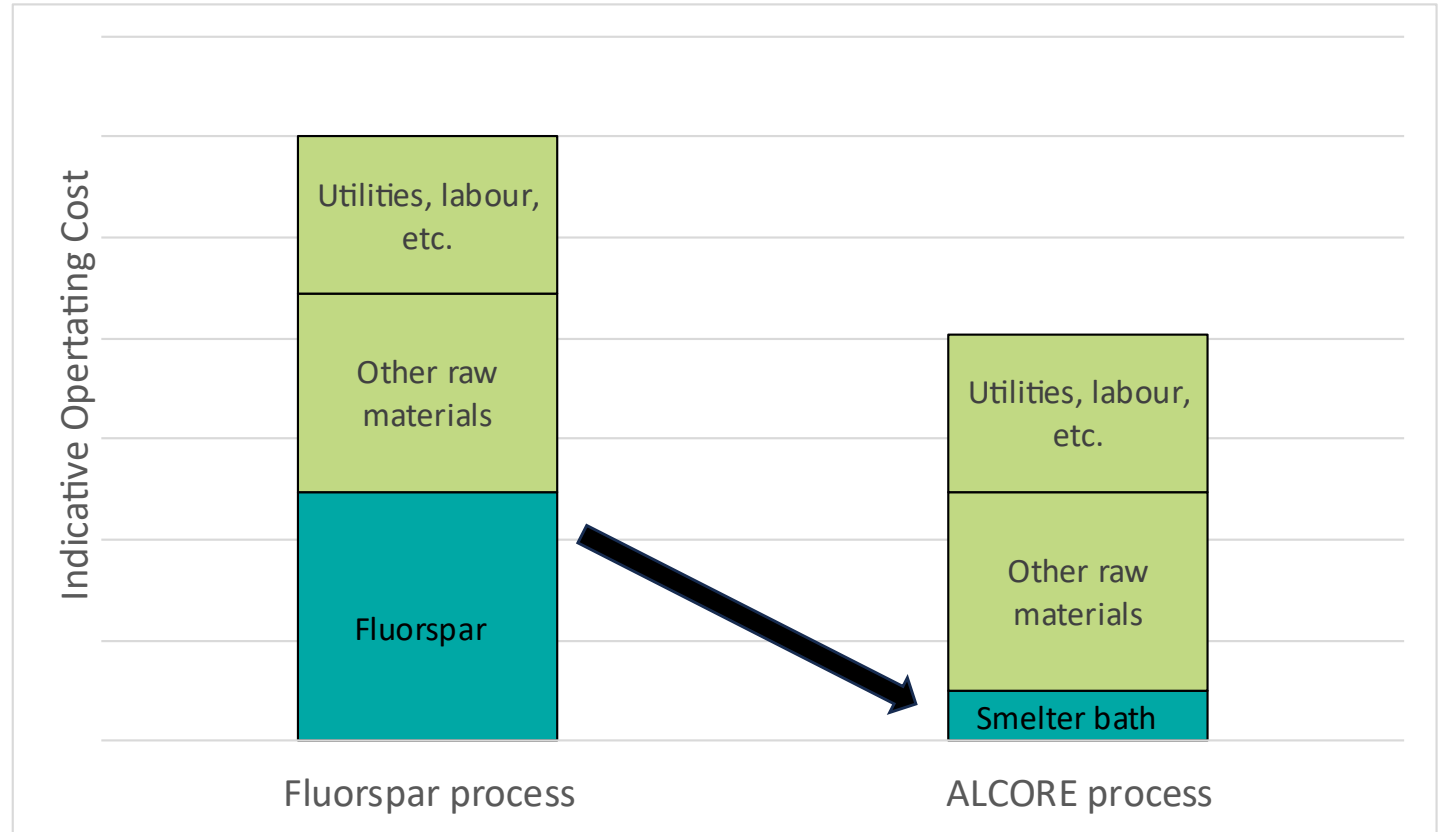 Indicative Opertating Cost
Utilities, labour,
etc.
Other raw
materials
Fluorspar
Utilities, labour,
etc.
Other raw
materials
Smelter bath
Fluorspar process
ALCORE process